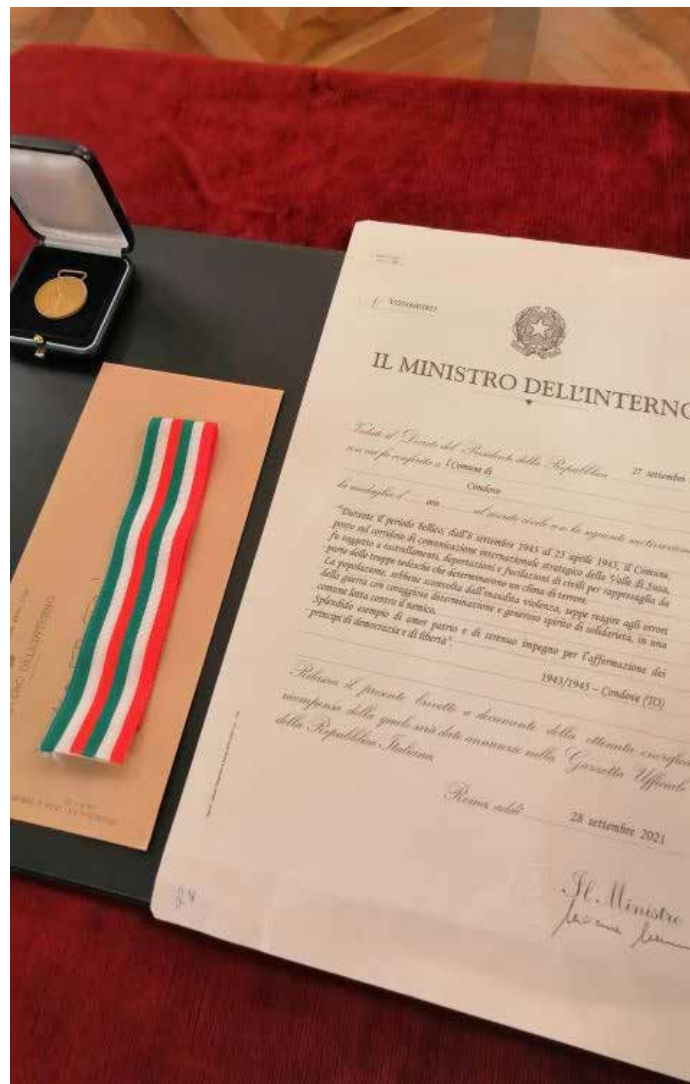 IL MINISTRO DELL'INTERNO
Veduto il Decreto del Presidente della Repubblica 27 settembre
con cui fu conferita a l Comune di
Condove
la medaglia d' oro al merito civile con la seguente motivazione
"Durante il periodo bellico, dall'8 settembre 1943 al 25 aprile 1945, il Comune,
posto nel corridoio di comunicazione internazionale strategico della Valle di Susa,
fu soggetto a rastrellamenti, deportazioni e fucilazioni di civili per rappresaglia da
parte delle truppe tedesche che determinarono un clima di terrore.
La popolazione, sebbene sconvolta dall'inaudita violenza, seppe reagire agli orrori
della guerra con coraggiosa determinazione e generoso spirito di solidarietà, in una
comune lotta contro il nemico.
Splendido esempio di amor patrio e di strenuo impegno per l'affermazione dei
principi di democrazia e di libertà".
1943/1945 – Condove (TO)
Rilascia il presente brevetto a documento della ottenuta onorifica
ricompensa della quale sarà dato annunzio nella Gazzetta Ufficiale
della Repubblica Italiana.
Roma, addì 28 settembre 2021
Il Ministro
DELL'INTERNO